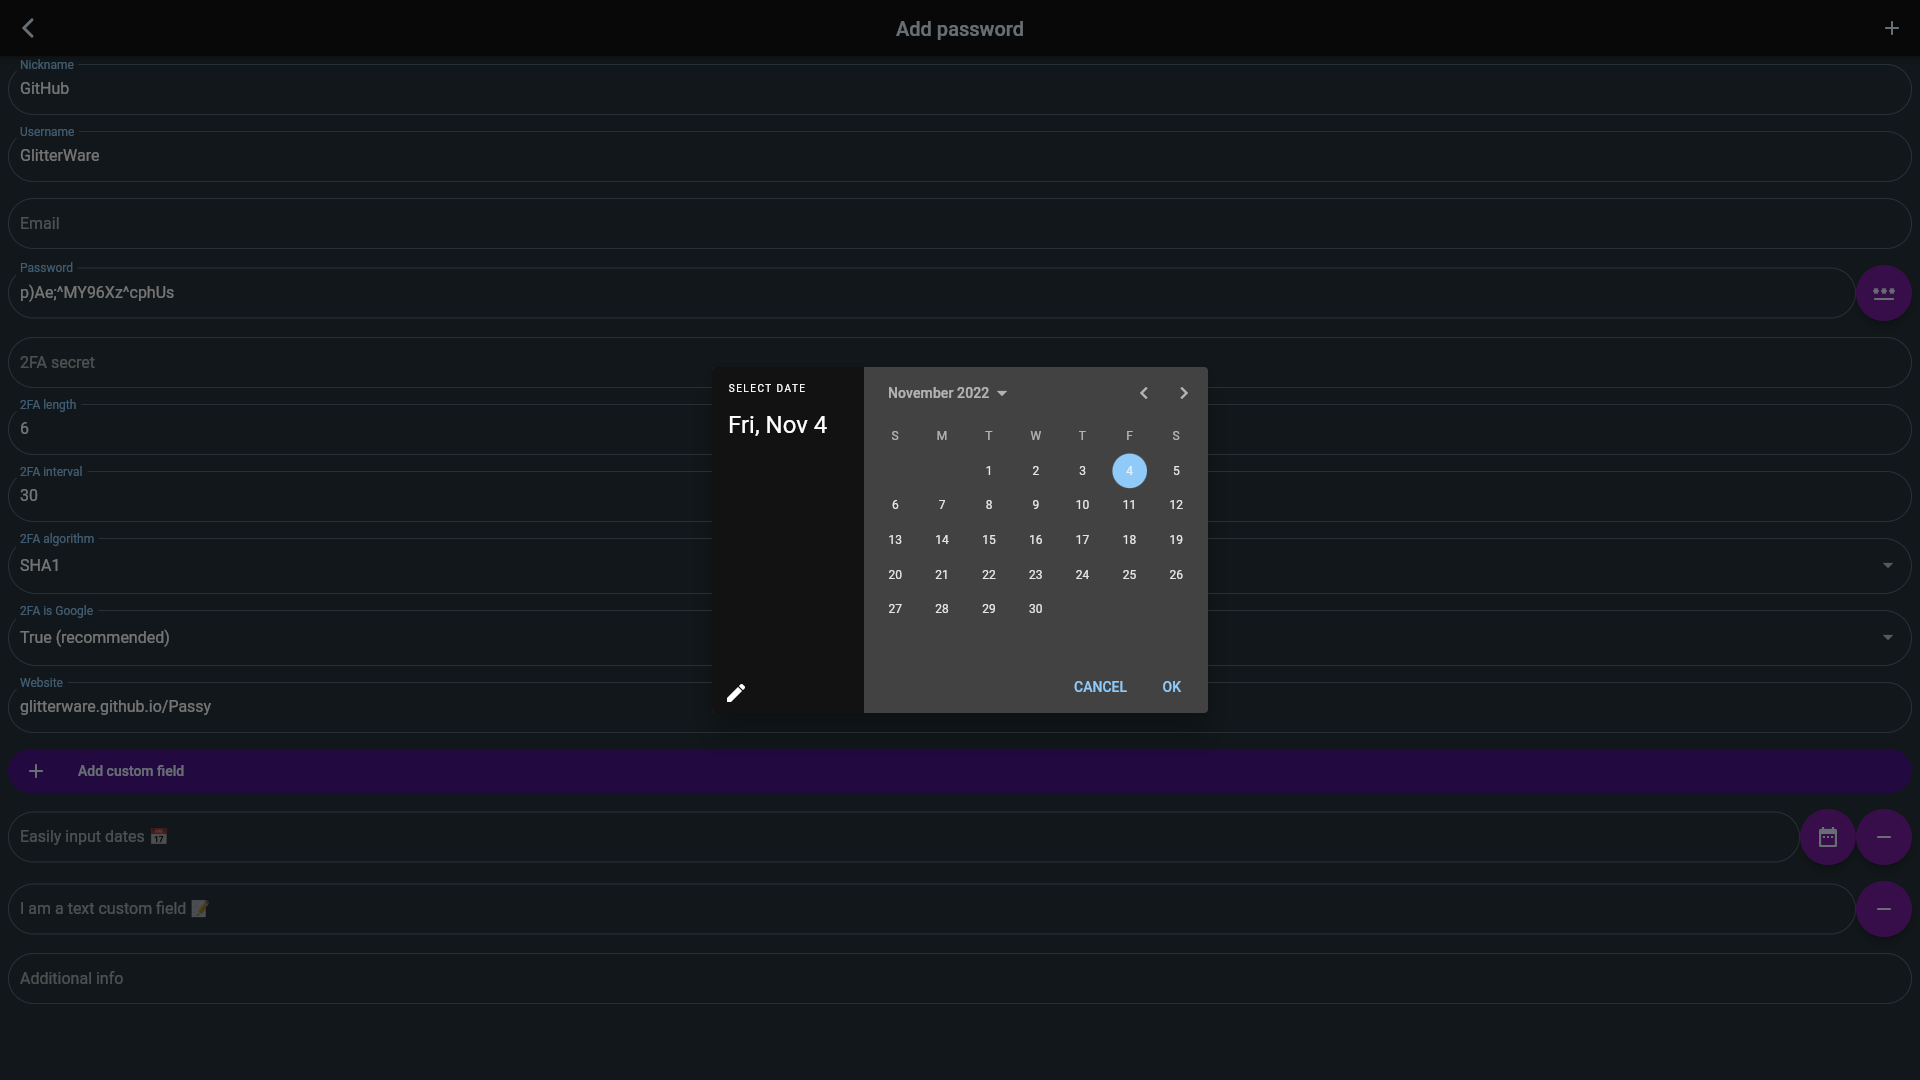 Add password
Nickname
GitHub
Username
GlitterWare
Email
Password
p)Ae;^MY96Xz^cphUs
2FA secret
2FA length
6
2FA interval
30
2FA algorithm
SHA1
2FA is Google
True (recommended)
Website
glitterware.github.io/Passy
SELECT DATE
Fri, Nov 4
November 2022
S M T W T F S
1 2 3 4 5
6 7 8 9 10 11 12
13 14 15 16 17 18 19
20 21 22 23 24 25 26
27 28 29 30
CANCEL OK
Add custom field
Easily input dates 📅
I am a text custom field 📝
Additional info